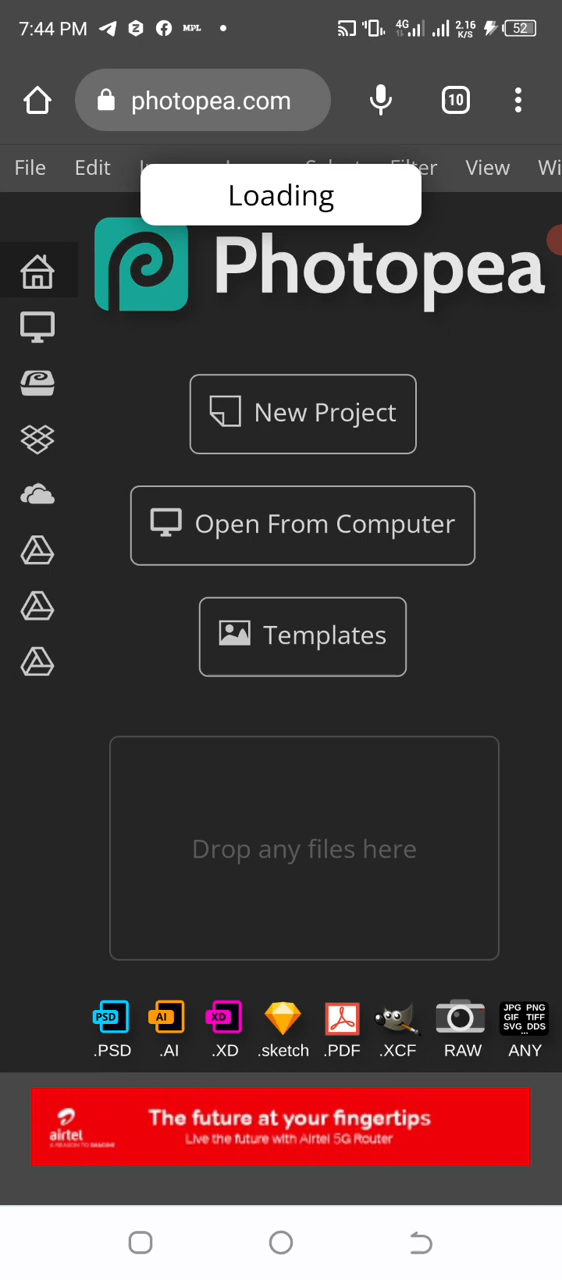 7:44 PM MPL 4G 2.16 K/S 52
photopea.com 10
File Edit Select Filter View Wi
Loading
Photopea
New Project
Open From Computer
Templates
Drop any files here
PSD AI XD JPG PNG
GIF TIFF
SVG DDS
.PSD .AI .XD .sketch .PDF .XCF RAW ANY
The future at your fingertips
airtel Live the future with Airtel 5G Router